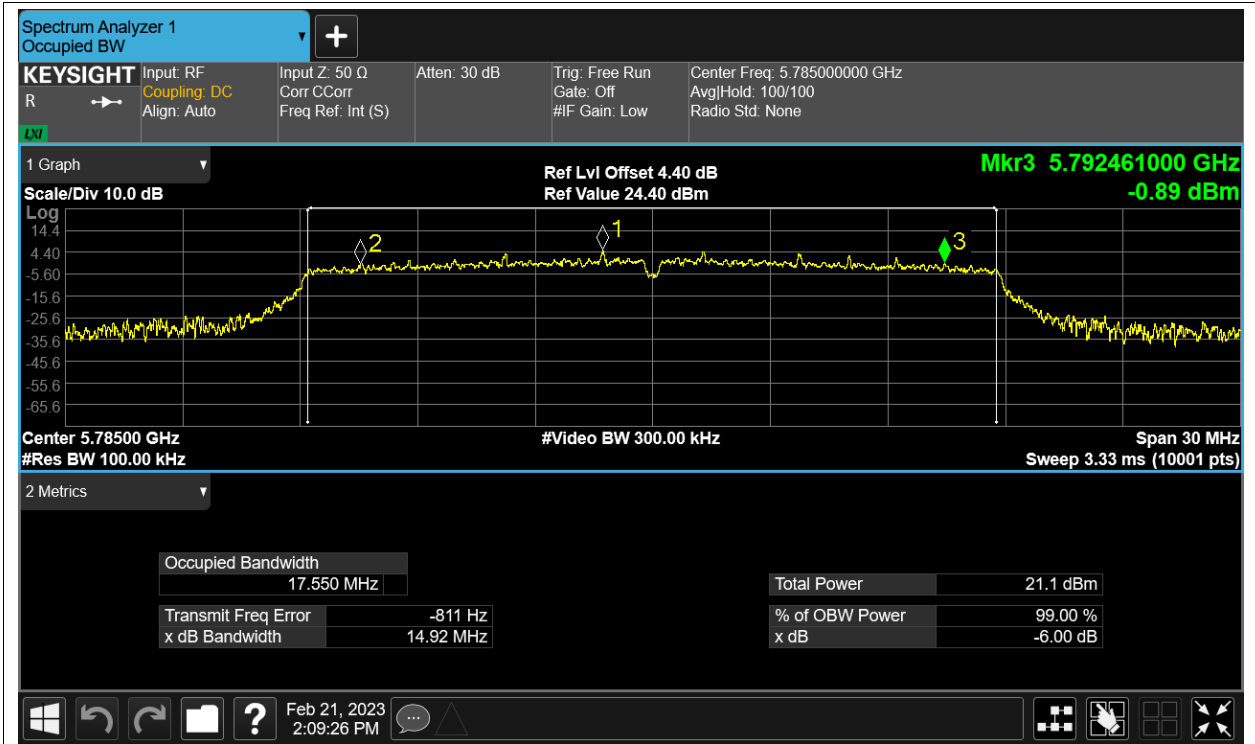 Spectrum Analyzer 1
Occupied BW
KEYSIGHT
R
LXI
Input: RF
Coupling: DC
Align: Auto
Input Z: 50 Ω
Corr CCorr
Freq Ref: Int (S)
Atten: 30 dB
Trig: Free Run
Gate: Off
#IF Gain: Low
Center Freq: 5.785000000 GHz
Avg|Hold: 100/100
Radio Std: None
1 Graph
Scale/Div 10.0 dB
Ref Lvl Offset 4.40 dB
Ref Value 24.40 dBm
Mkr3 5.792461000 GHz
-0.89 dBm
Log
14.4
4.40
-5.60
-15.6
-25.6
-35.6
-45.6
-55.6
-65.6
2
1
3
Center 5.78500 GHz
#Res BW 100.00 kHz
#Video BW 300.00 kHz
Span 30 MHz
Sweep 3.33 ms (10001 pts)
2 Metrics
Occupied Bandwidth
17.550 MHz
Transmit Freq Error -811 Hz
x dB Bandwidth 14.92 MHz
Total Power 21.1 dBm
% of OBW Power 99.00 %
x dB -6.00 dB
?
Feb 21, 2023
2:09:26 PM